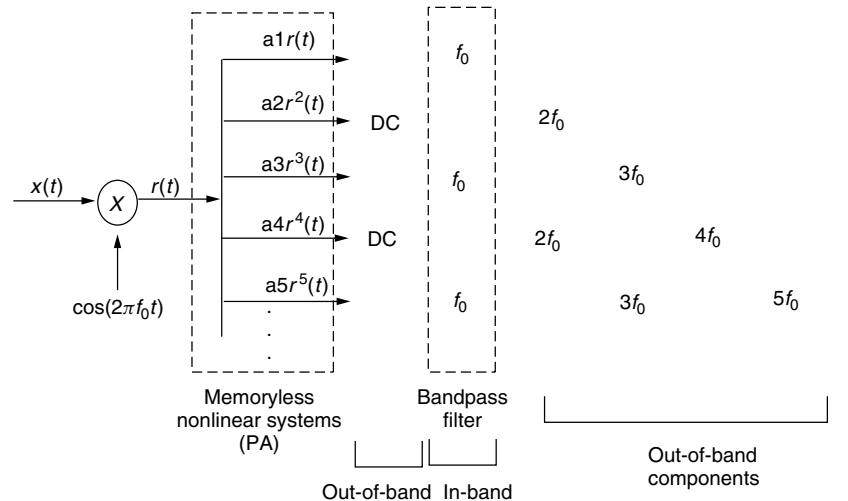 a1r(t)
f₀
a2r²(t)
DC
2f₀
a3r³(t)
f₀
3f₀
x(t)
X
r(t)
a4r⁴(t)
DC
2f₀
4f₀
cos(2πf₀t)
a5r⁵(t)
f₀
3f₀
5f₀
.
.
.
Memoryless
nonlinear systems
(PA)
Bandpass
filter
Out-of-band
In-band
Out-of-band
components